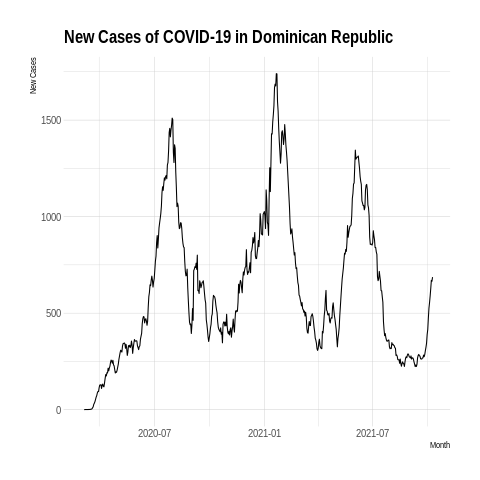 New Cases of COVID-19 in Dominican Republic
New Cases
1500
1000
500
0
2020-07 2021-01 2021-07
Month